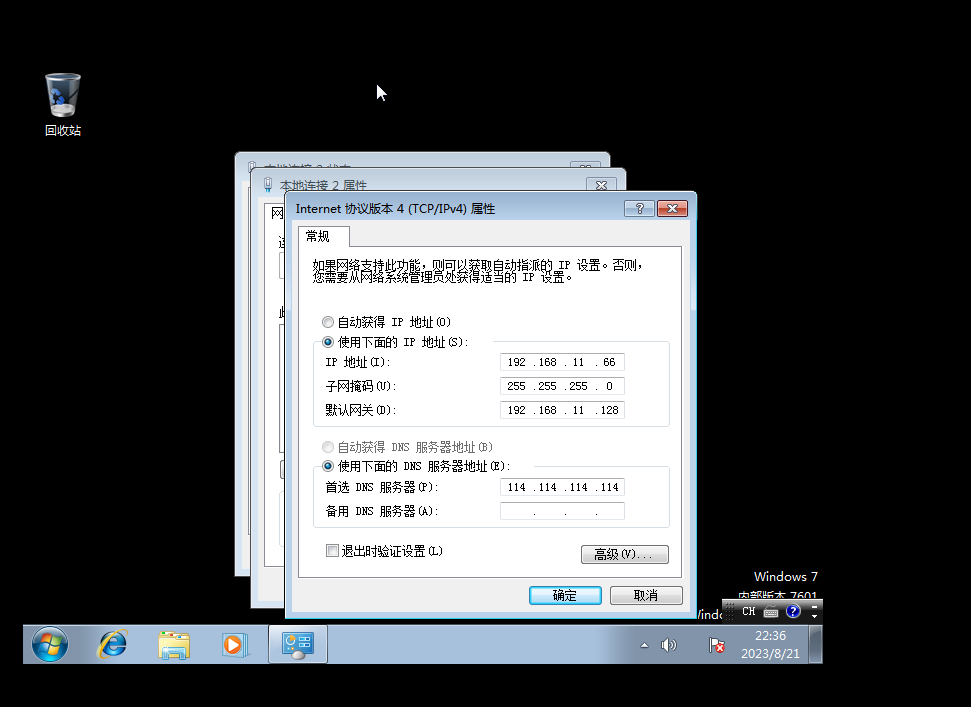 回收站
本地连接 2 状态
本地连接 2 属性
网
Internet 协议版本 4 (TCP/IPv4) 属性
常规
如果网络支持此功能，则可以获取自动指派的 IP 设置。否则，
您需要从网络系统管理员处获得适当的 IP 设置。
自动获得 IP 地址(O)
使用下面的 IP 地址(S):
IP 地址(I):
192 .168 . 11 . 66
子网掩码(U):
255 .255 .255 . 0
默认网关(D):
192 .168 . 11 .128
自动获得 DNS 服务器地址(B)
使用下面的 DNS 服务器地址(E):
首选 DNS 服务器(P):
114 .114 .114 .114
备用 DNS 服务器(A):
. . .
退出时验证设置(L)
高级(V)...
确定
取消
Windows 7
内部版本 7601
CH
22:36
2023/8/21